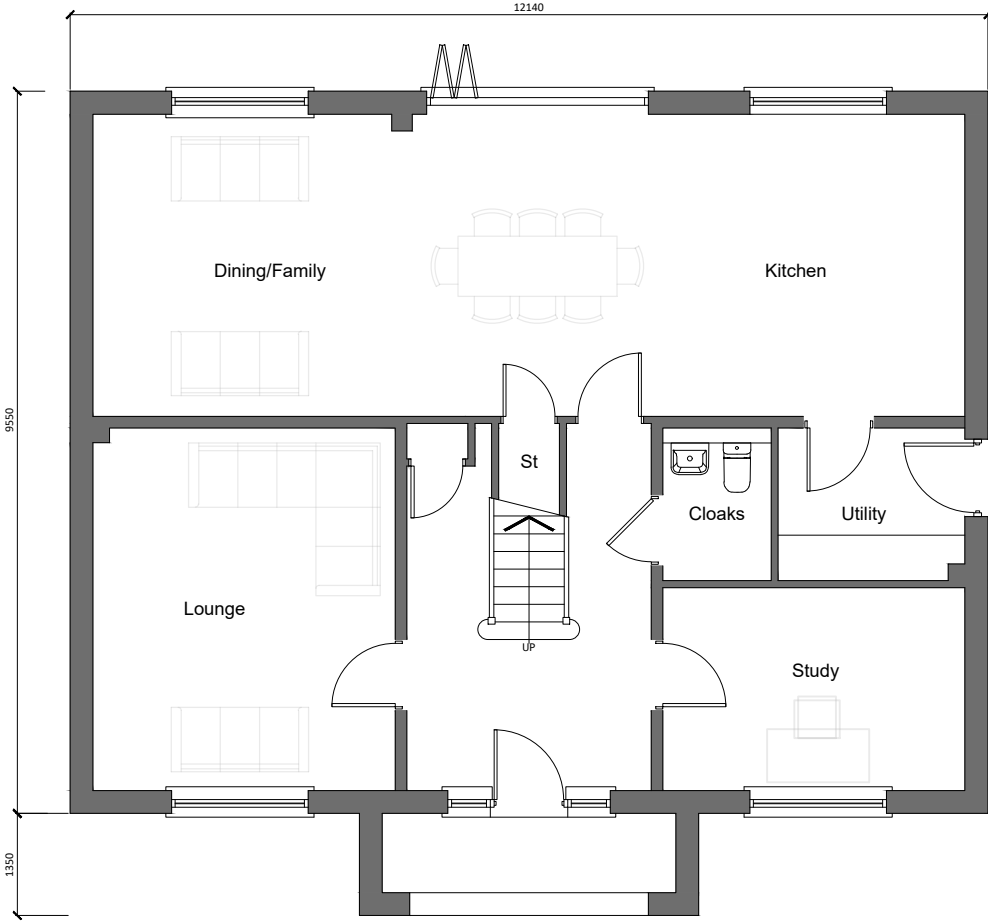 12140
Dining/Family
Kitchen
9550
St
Cloaks
Utility
Lounge
UP
Study
1350